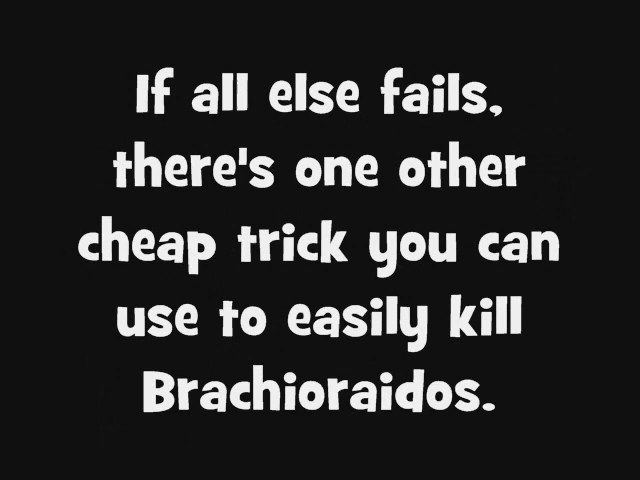 If all else fails,
there's one other
cheap trick you can
use to easily kill
Brachioraidos.